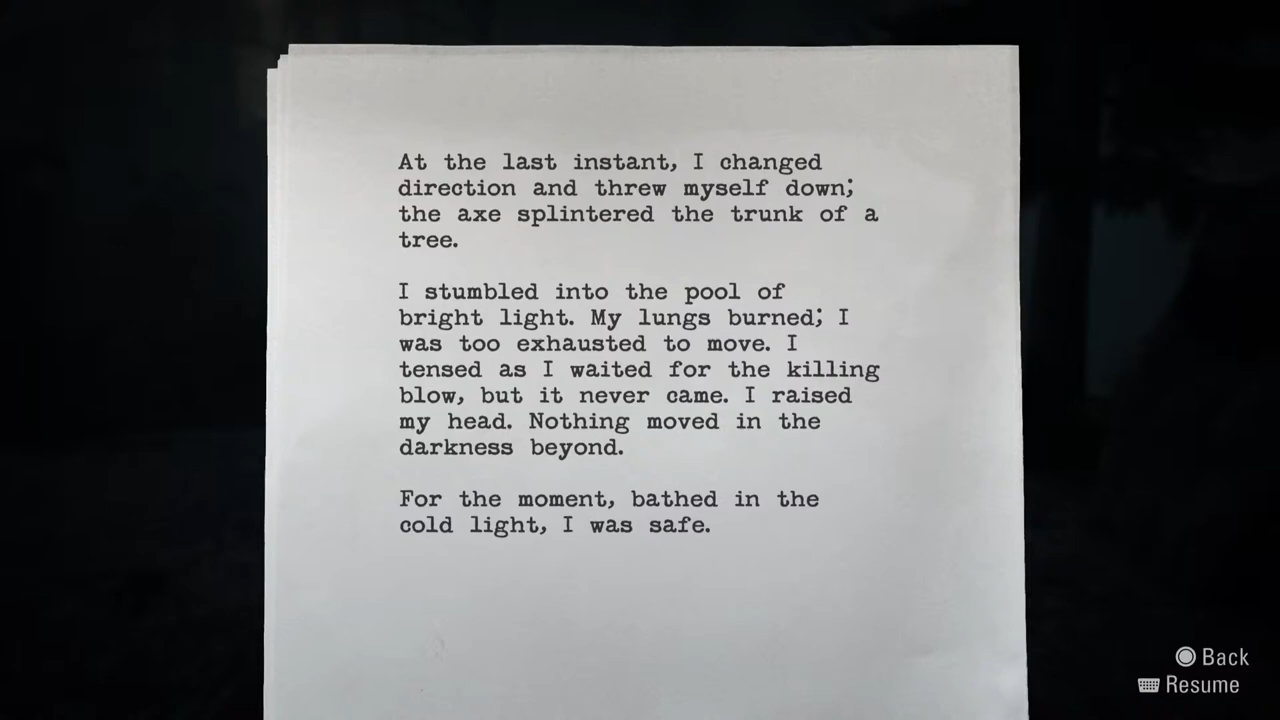 At the last instant, I changed
direction and threw myself down;
the axe splintered the trunk of a
tree.
I stumbled into the pool of
bright light. My lungs burned; I
was too exhausted to move. I
tensed as I waited for the killing
blow, but it never came. I raised
my head. Nothing moved in the
darkness beyond.
For the moment, bathed in the
cold light, I was safe.
Back
Resume